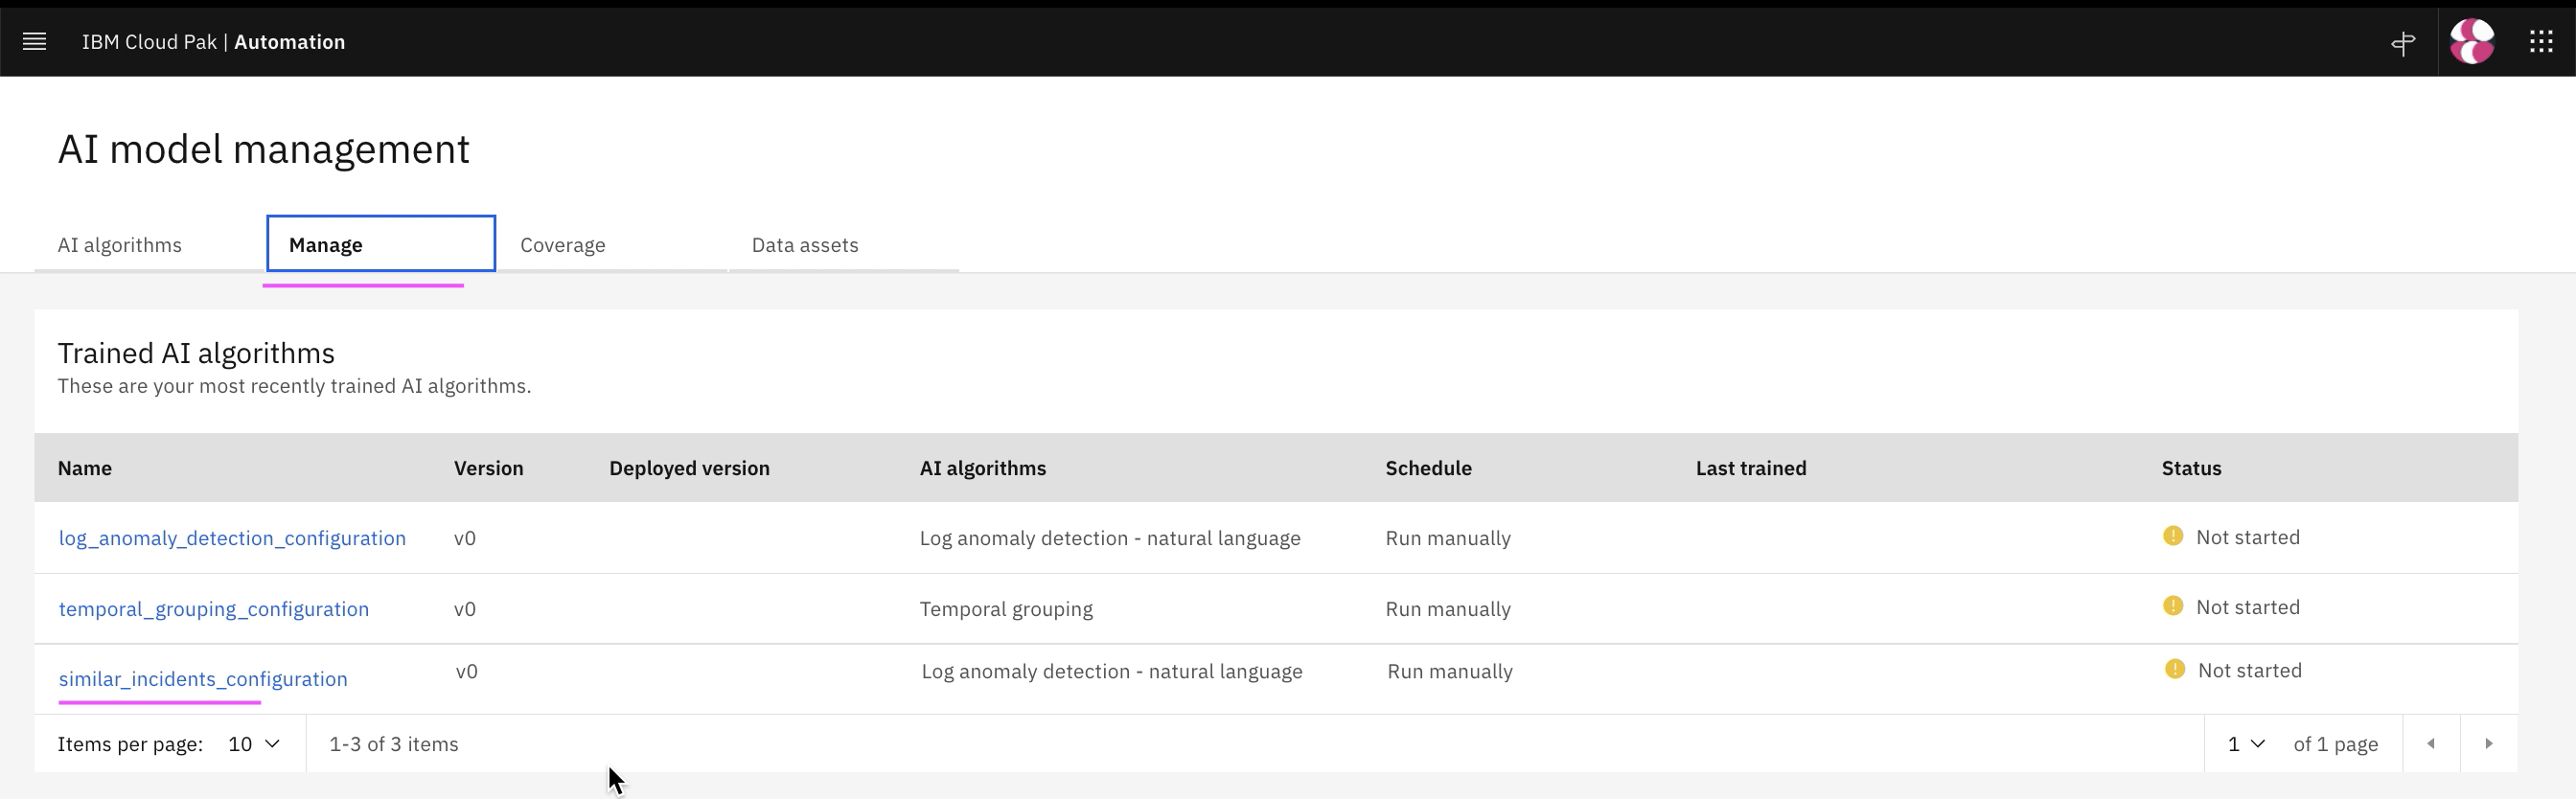 IBM Cloud Pak | Automation
AI model management
AI algorithms Manage Coverage Data assets
Trained AI algorithms
These are your most recently trained AI algorithms.
Name Version Deployed version AI algorithms Schedule Last trained Status
log_anomaly_detection_configuration v0 Log anomaly detection - natural language Run manually Not started
temporal_grouping_configuration v0 Temporal grouping Run manually Not started
similar_incidents_configuration v0 Log anomaly detection - natural language Run manually Not started
Items per page: 10 1-3 of 3 items 1 of 1 page